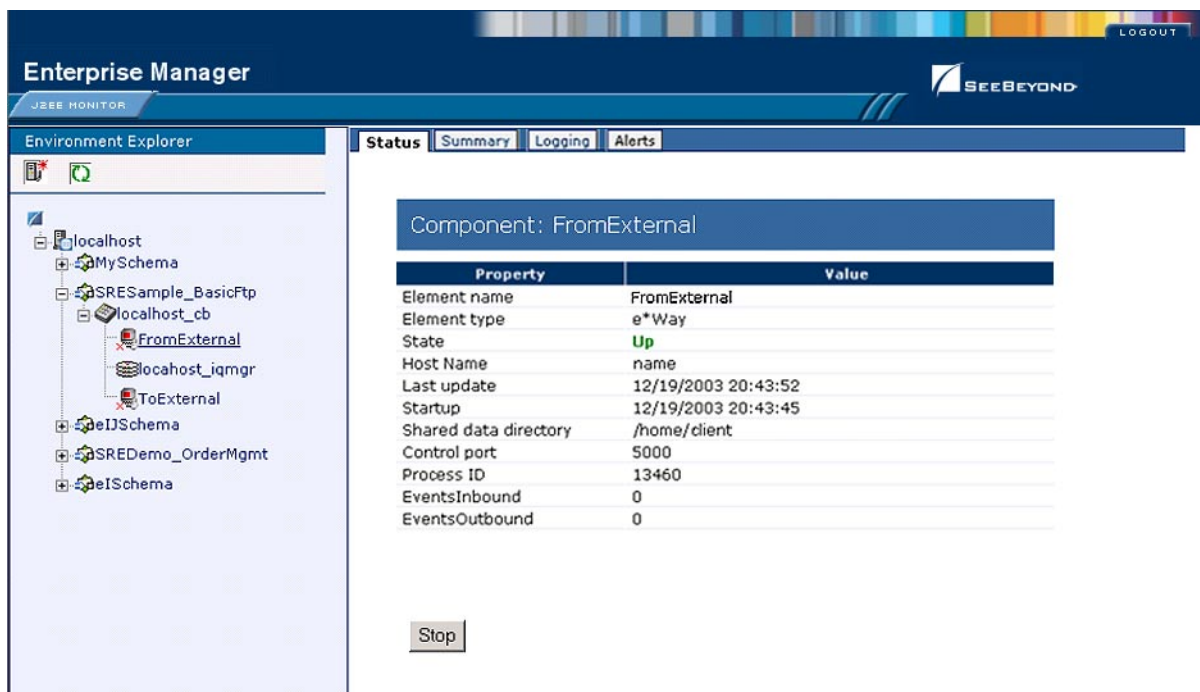 LOGOUT
Enterprise Manager
SEEBEYOND
J2EE MONITOR
Environment Explorer
Status Summary Logging Alerts
localhost
MySchema
SRESample_BasicFtp
localhost_cb
FromExternal
locahost_iqmgr
ToExternal
eIJSchema
SREDemo_OrderMgmt
eISchema
Component: FromExternal
Property Value
Element name FromExternal
Element type e*Way
State Up
Host Name name
Last update 12/19/2003 20:43:52
Startup 12/19/2003 20:43:45
Shared data directory /home/client
Control port 5000
Process ID 13460
EventsInbound 0
EventsOutbound 0
Stop